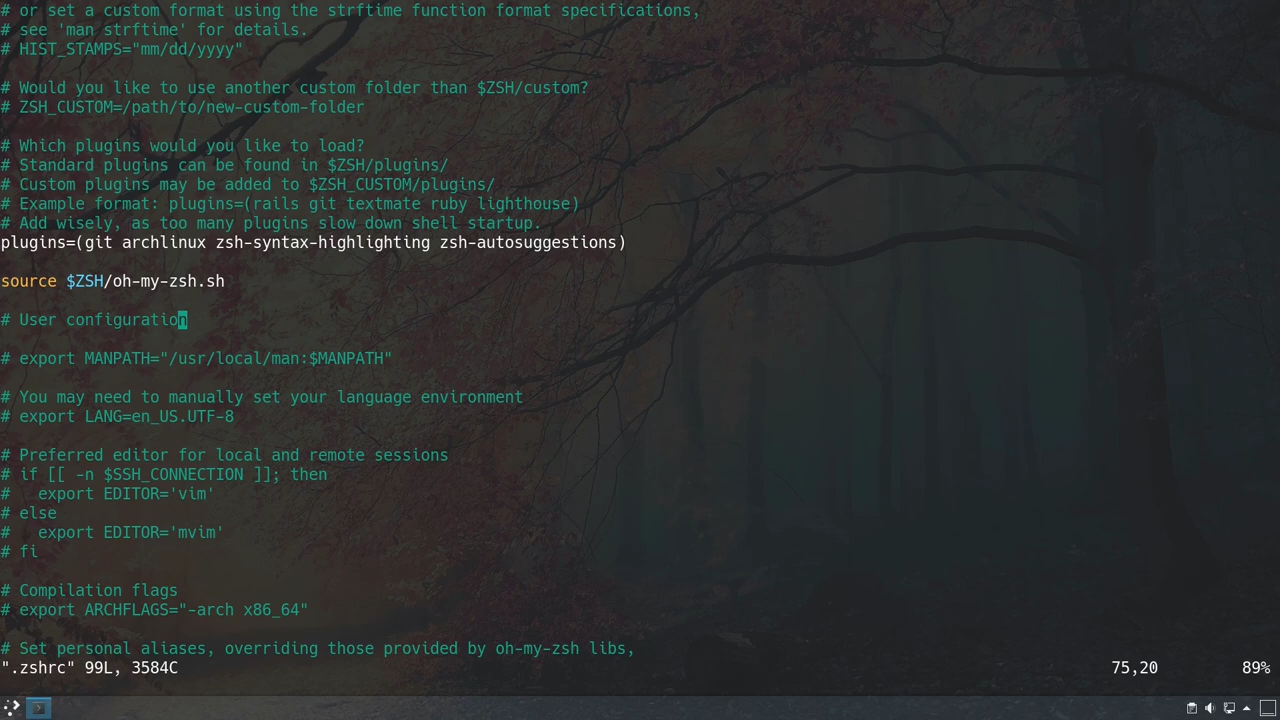 # or set a custom format using the strftime function format specifications,
# see 'man strftime' for details.
# HIST_STAMPS="mm/dd/yyyy"
# Would you like to use another custom folder than $ZSH/custom?
# ZSH_CUSTOM=/path/to/new-custom-folder
# Which plugins would you like to load?
# Standard plugins can be found in $ZSH/plugins/
# Custom plugins may be added to $ZSH_CUSTOM/plugins/
# Example format: plugins=(rails git textmate ruby lighthouse)
# Add wisely, as too many plugins slow down shell startup.
plugins=(git archlinux zsh-syntax-highlighting zsh-autosuggestions)
source $ZSH/oh-my-zsh.sh
# User configuration
# export MANPATH="/usr/local/man:$MANPATH"
# You may need to manually set your language environment
# export LANG=en_US.UTF-8
# Preferred editor for local and remote sessions
# if [[ -n $SSH_CONNECTION ]]; then
#   export EDITOR='vim'
# else
#   export EDITOR='mvim'
# fi
# Compilation flags
# export ARCHFLAGS="-arch x86_64"
# Set personal aliases, overriding those provided by oh-my-zsh libs,
".zshrc" 99L, 3584C 75,20 89%